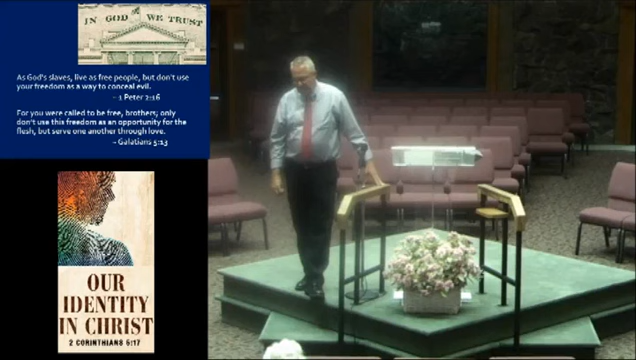 IN GOD WE TRUST
As God's slaves, live as free people, but don't use
your freedom as a way to conceal evil.
~ 1 Peter 2:16
For you were called to be free, brothers; only
don't use this freedom as an opportunity for the
flesh, but serve one another through love.
~ Galatians 5:13
OUR
IDENTITY
IN CHRIST
2 CORINTHIANS 5:17